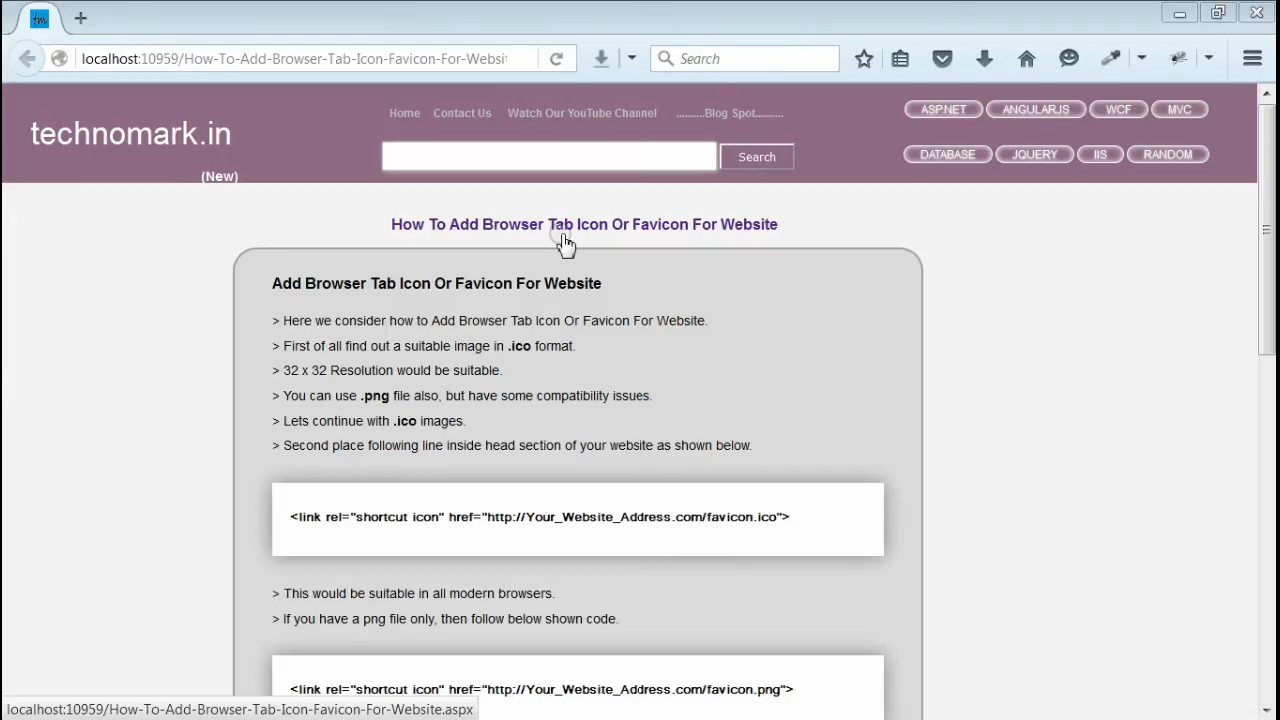 tm
localhost:10959/How-To-Add-Browser-Tab-Icon-Favicon-For-Websit
Search
technomark.in
(New)
Home Contact Us Watch Our YouTube Channel ..........Blog Spot..........
Search
ASP.NET ANGULARJS WCF MVC
DATABASE JQUERY IIS RANDOM
How To Add Browser Tab Icon Or Favicon For Website
Add Browser Tab Icon Or Favicon For Website
> Here we consider how to Add Browser Tab Icon Or Favicon For Website.
> First of all find out a suitable image in .ico format.
> 32 x 32 Resolution would be suitable.
> You can use .png file also, but have some compatibility issues.
> Lets continue with .ico images.
> Second place following line inside head section of your website as shown below.
<link rel="shortcut icon" href="http://Your_Website_Address.com/favicon.ico">
> This would be suitable in all modern browsers.
> If you have a png file only, then follow below shown code.
<link rel="shortcut icon" href="http://Your_Website_Address.com/favicon.png">
localhost:10959/How-To-Add-Browser-Tab-Icon-Favicon-For-Website.aspx